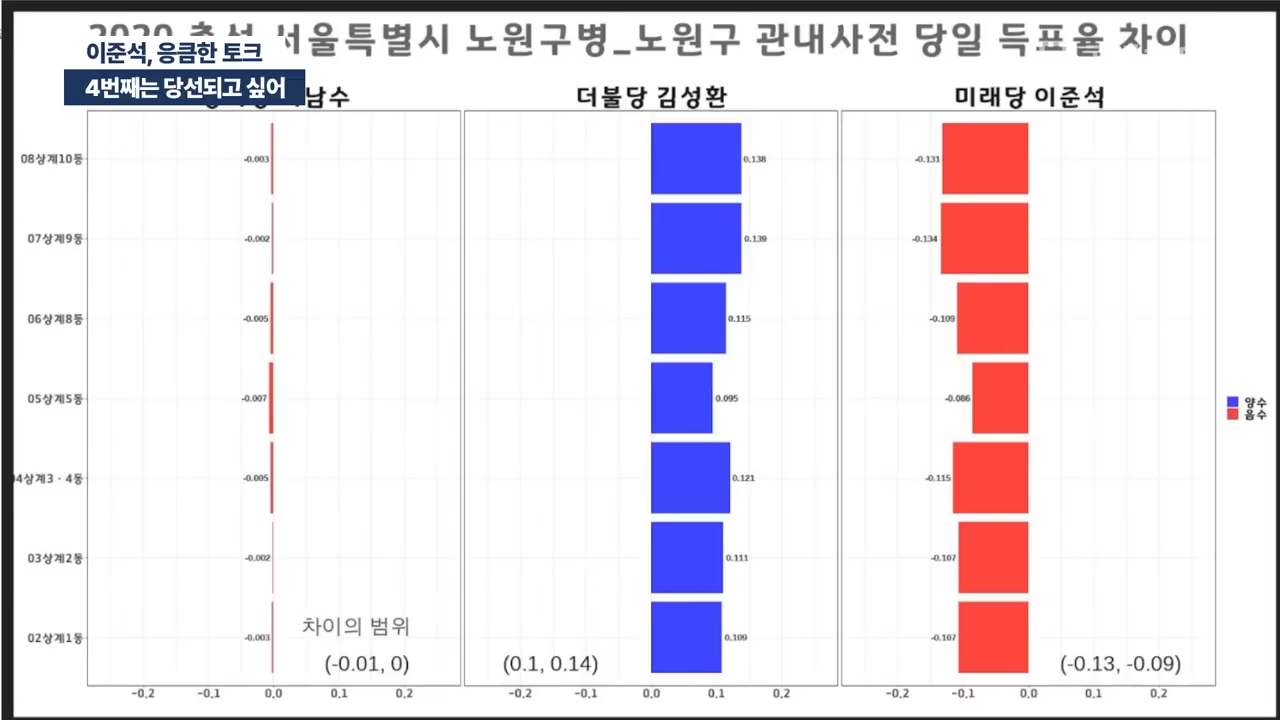 2020 총선 서울특별시 노원구병_노원구 관내사전 당일 득표율 차이
이준석, 응큼한 토크
4번째는 당선되고 싶어
남수
더불당 김성환
미래당 이준석
08상계10동
-0.003
0.138
-0.131
07상계9동
-0.002
0.139
-0.134
06상계8동
-0.005
0.115
-0.109
05상계5동
-0.007
0.095
-0.086
양수
음수
04상계3·4동
-0.005
0.121
-0.115
03상계2동
-0.002
0.111
-0.107
02상계1동
-0.003
0.109
-0.107
차이의 범위
(-0.01, 0)
(0.1, 0.14)
(-0.13, -0.09)
-0.2 -0.1 0.0 0.1 0.2
-0.2 -0.1 0.0 0.1 0.2
-0.2 -0.1 0.0 0.1 0.2